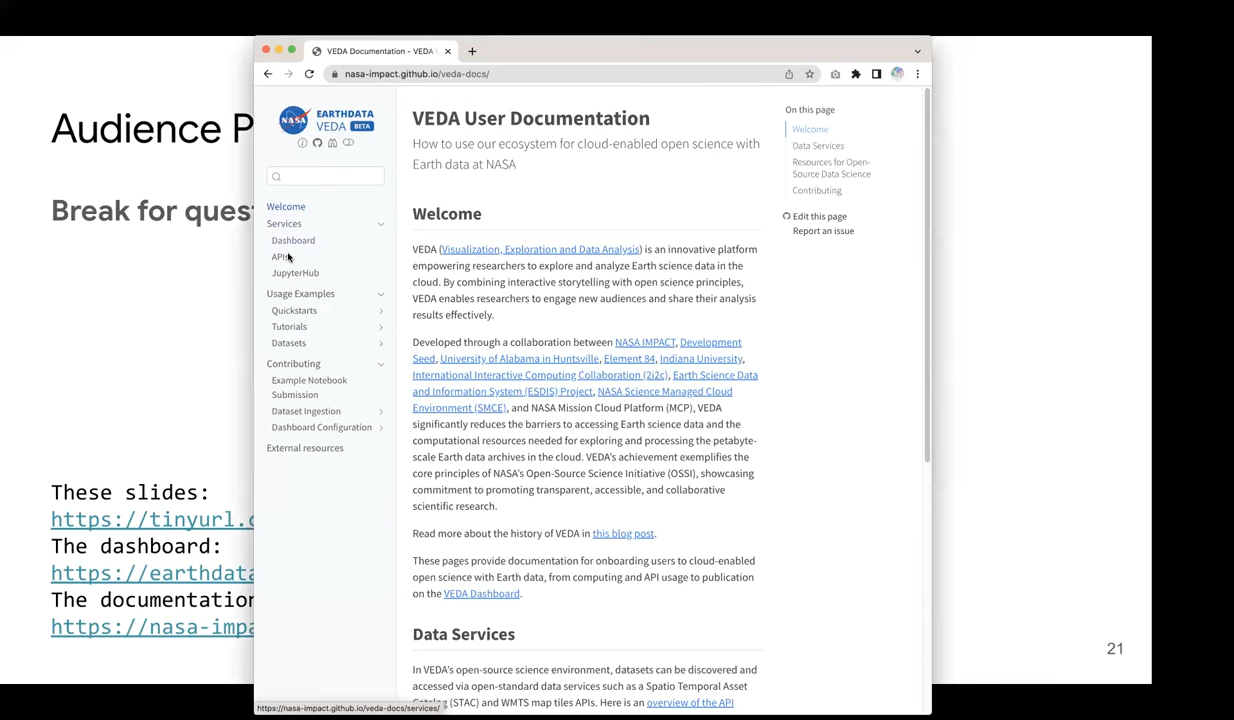 Audience P
Break for ques
These slides:
https://tinyurl.c
The dashboard:
https://earthdata
The documentation
https://nasa-impa
21
VEDA Documentation - VEDA
nasa-impact.github.io/veda-docs/
NASA
EARTHDATA
VEDA BETA
Welcome
Services
Dashboard
APIs
JupyterHub
Usage Examples
Quickstarts
Tutorials
Datasets
Contributing
Example Notebook
Submission
Dataset Ingestion
Dashboard Configuration
External resources
VEDA User Documentation
How to use our ecosystem for cloud-enabled open science with
Earth data at NASA
Welcome
VEDA (Visualization, Exploration and Data Analysis) is an innovative platform
empowering researchers to explore and analyze Earth science data in the
cloud. By combining interactive storytelling with open science principles,
VEDA enables researchers to engage new audiences and share their analysis
results effectively.
Developed through a collaboration between NASA IMPACT, Development
Seed, University of Alabama in Huntsville, Element 84, Indiana University,
International Interactive Computing Collaboration (2i2c), Earth Science Data
and Information System (ESDIS) Project, NASA Science Managed Cloud
Environment (SMCE), and NASA Mission Cloud Platform (MCP), VEDA
significantly reduces the barriers to accessing Earth science data and the
computational resources needed for exploring and processing the petabyte-
scale Earth data archives in the cloud. VEDA's achievement exemplifies the
core principles of NASA's Open-Source Science Initiative (OSSI), showcasing
commitment to promoting transparent, accessible, and collaborative
scientific research.
Read more about the history of VEDA in this blog post.
These pages provide documentation for onboarding users to cloud-enabled
open science with Earth data, from computing and API usage to publication
on the VEDA Dashboard.
Data Services
In VEDA's open-source science environment, datasets can be discovered and
accessed via open-standard data services such as a Spatio Temporal Asset
(STAC) and WMTS map tiles APIs. Here is an overview of the API
On this page
Welcome
Data Services
Resources for Open-
Source Data Science
Contributing
Edit this page
Report an issue
https://nasa-impact.github.io/veda-docs/services/